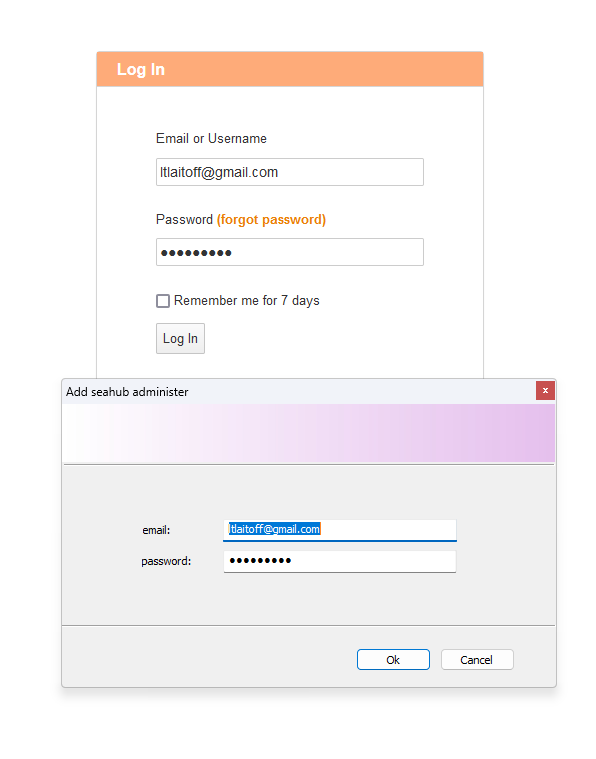 Log In
Email or Username
ltlaitoff@gmail.com
Password (forgot password)
●●●●●●●●●
Remember me for 7 days
Log In
Add seahub administer
x
email:
ltlaitoff@gmail.com
password:
●●●●●●●●●
Ok
Cancel